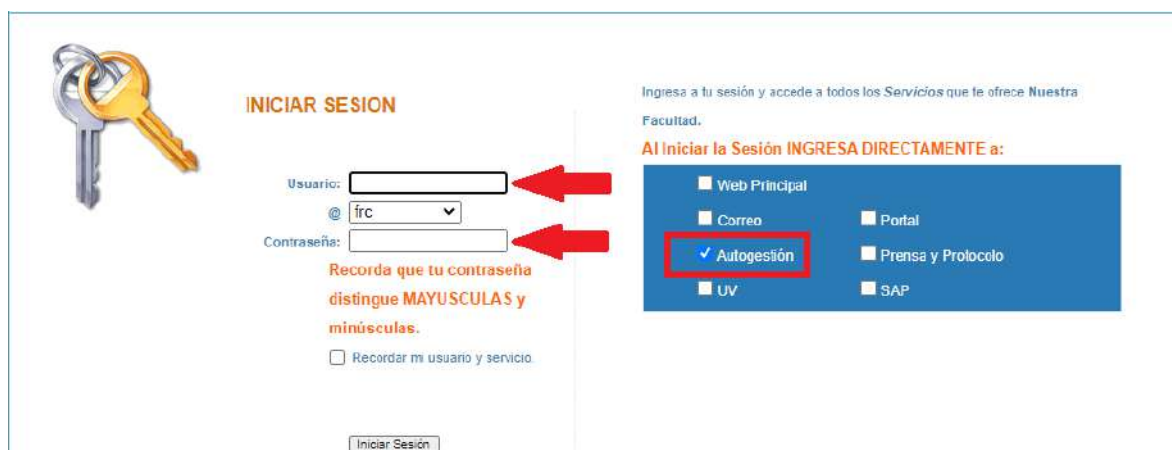 INICIAR SESION
Usuario:
@ frc
Contraseña:
Recorda que tu contraseña
distingue MAYUSCULAS y
minúsculas.
Recordar mi usuario y servicio
Iniciar Sesión
Ingresa a tu sesión y accede a todos los Servicios que te ofrece Nuestra
Facultad.
Al Iniciar la Sesión INGRESA DIRECTAMENTE a:
Web Principal
Correo Portal
Autogestión Prensa y Protocolo
UV SAP